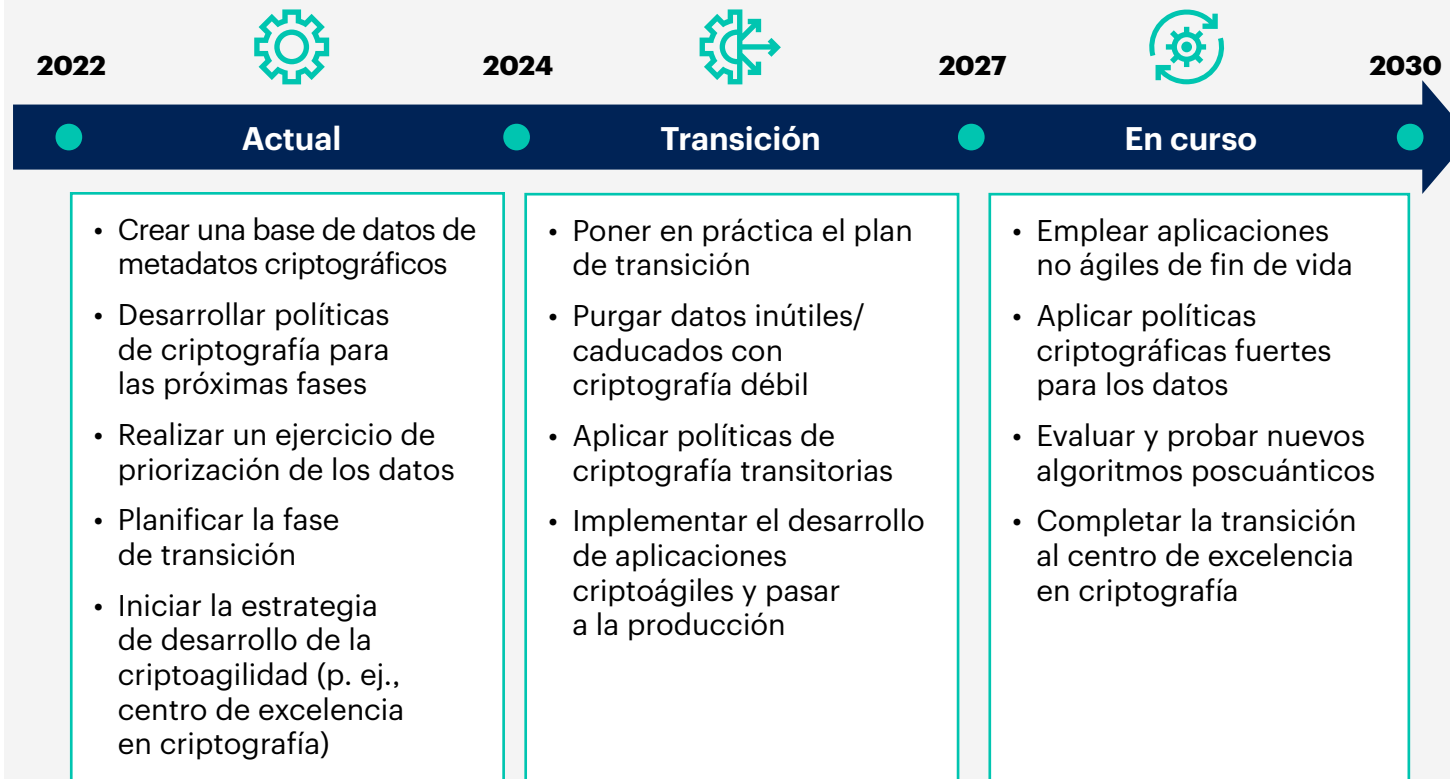 2022
2024
2027
2030
Actual
Transición
En curso
• Crear una base de datos de
metadatos criptográficos
• Desarrollar políticas
de criptografía para
las próximas fases
• Realizar un ejercicio de
priorización de los datos
• Planificar la fase
de transición
• Iniciar la estrategia
de desarrollo de la
criptoagilidad (p. ej.,
centro de excelencia
en criptografía)
• Poner en práctica el plan
de transición
• Purgar datos inútiles/
caducados con
criptografía débil
• Aplicar políticas de
criptografía transitorias
• Implementar el desarrollo
de aplicaciones
criptoágiles y pasar
a la producción
• Emplear aplicaciones
no ágiles de fin de vida
• Aplicar políticas
criptográficas fuertes
para los datos
• Evaluar y probar nuevos
algoritmos poscuánticos
• Completar la transición
al centro de excelencia
en criptografía